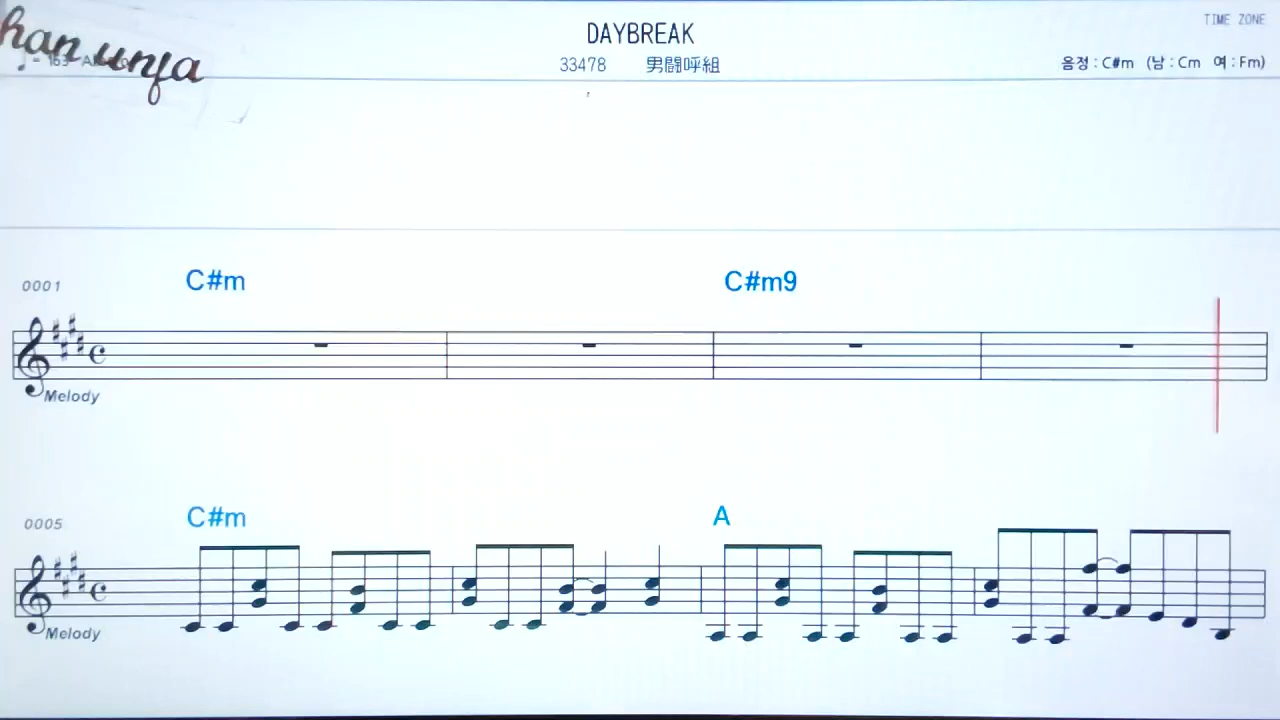 TIME ZONE
DAYBREAK
33478 男闘呼組
음정 : C#m (남 : Cm 여 : Fm)
han unja
♩ = 163
0001
C#m C#m9
Melody
0005
C#m A
Melody